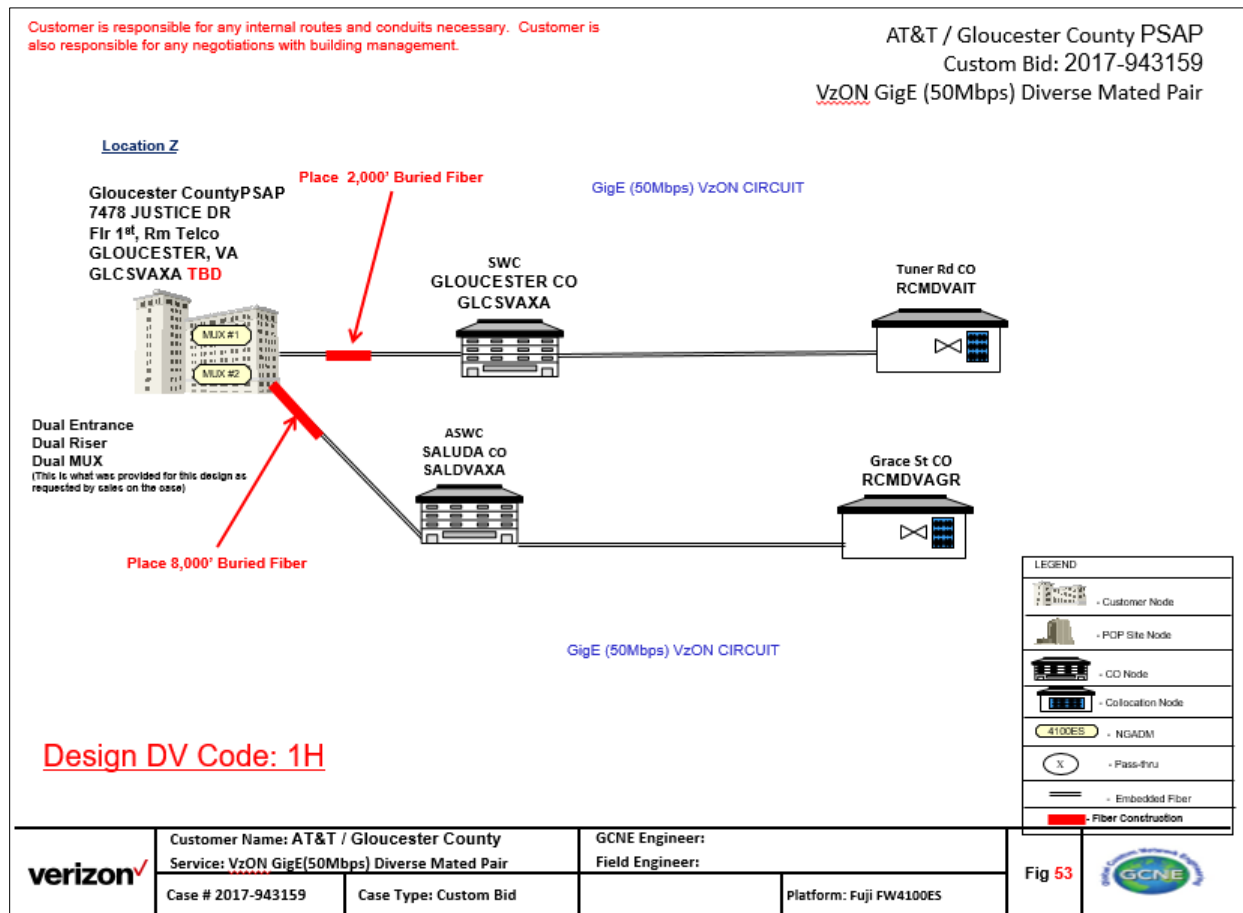 Customer is responsible for any internal routes and conduits necessary. Customer is
also responsible for any negotiations with building management.
AT&T / Gloucester County PSAP
Custom Bid: 2017-943159
VzON GigE (50Mbps) Diverse Mated Pair
Location Z
Place 2,000' Buried Fiber
GigE (50Mbps) VzON CIRCUIT
Gloucester CountyPSAP
7478 JUSTICE DR
Flr 1st, Rm Telco
GLOUCESTER, VA
GLCSVAXA TBD
MUX #1
MUX #2
SWC
GLOUCESTER CO
GLCSVAXA
Tuner Rd CO
RCMDVAIT
Dual Entrance
Dual Riser
Dual MUX
(This is what was provided for this design as
requested by sales on the case)
ASWC
SALUDA CO
SALDVAXA
Grace St CO
RCMDVAGR
Place 8,000' Buried Fiber
GigE (50Mbps) VzON CIRCUIT
LEGEND
- Customer Node
- POP Site Node
- CO Node
- Collocation Node
4100ES - NGADM
X - Pass-thru
- Embedded Fiber
- Fiber Construction
Design DV Code: 1H
verizon
Customer Name: AT&T / Gloucester County
Service: VzON GigE(50Mbps) Diverse Mated Pair
Case # 2017-943159
Case Type: Custom Bid
GCNE Engineer:
Field Engineer:
Platform: Fuji FW4100ES
Fig 53
GCNE